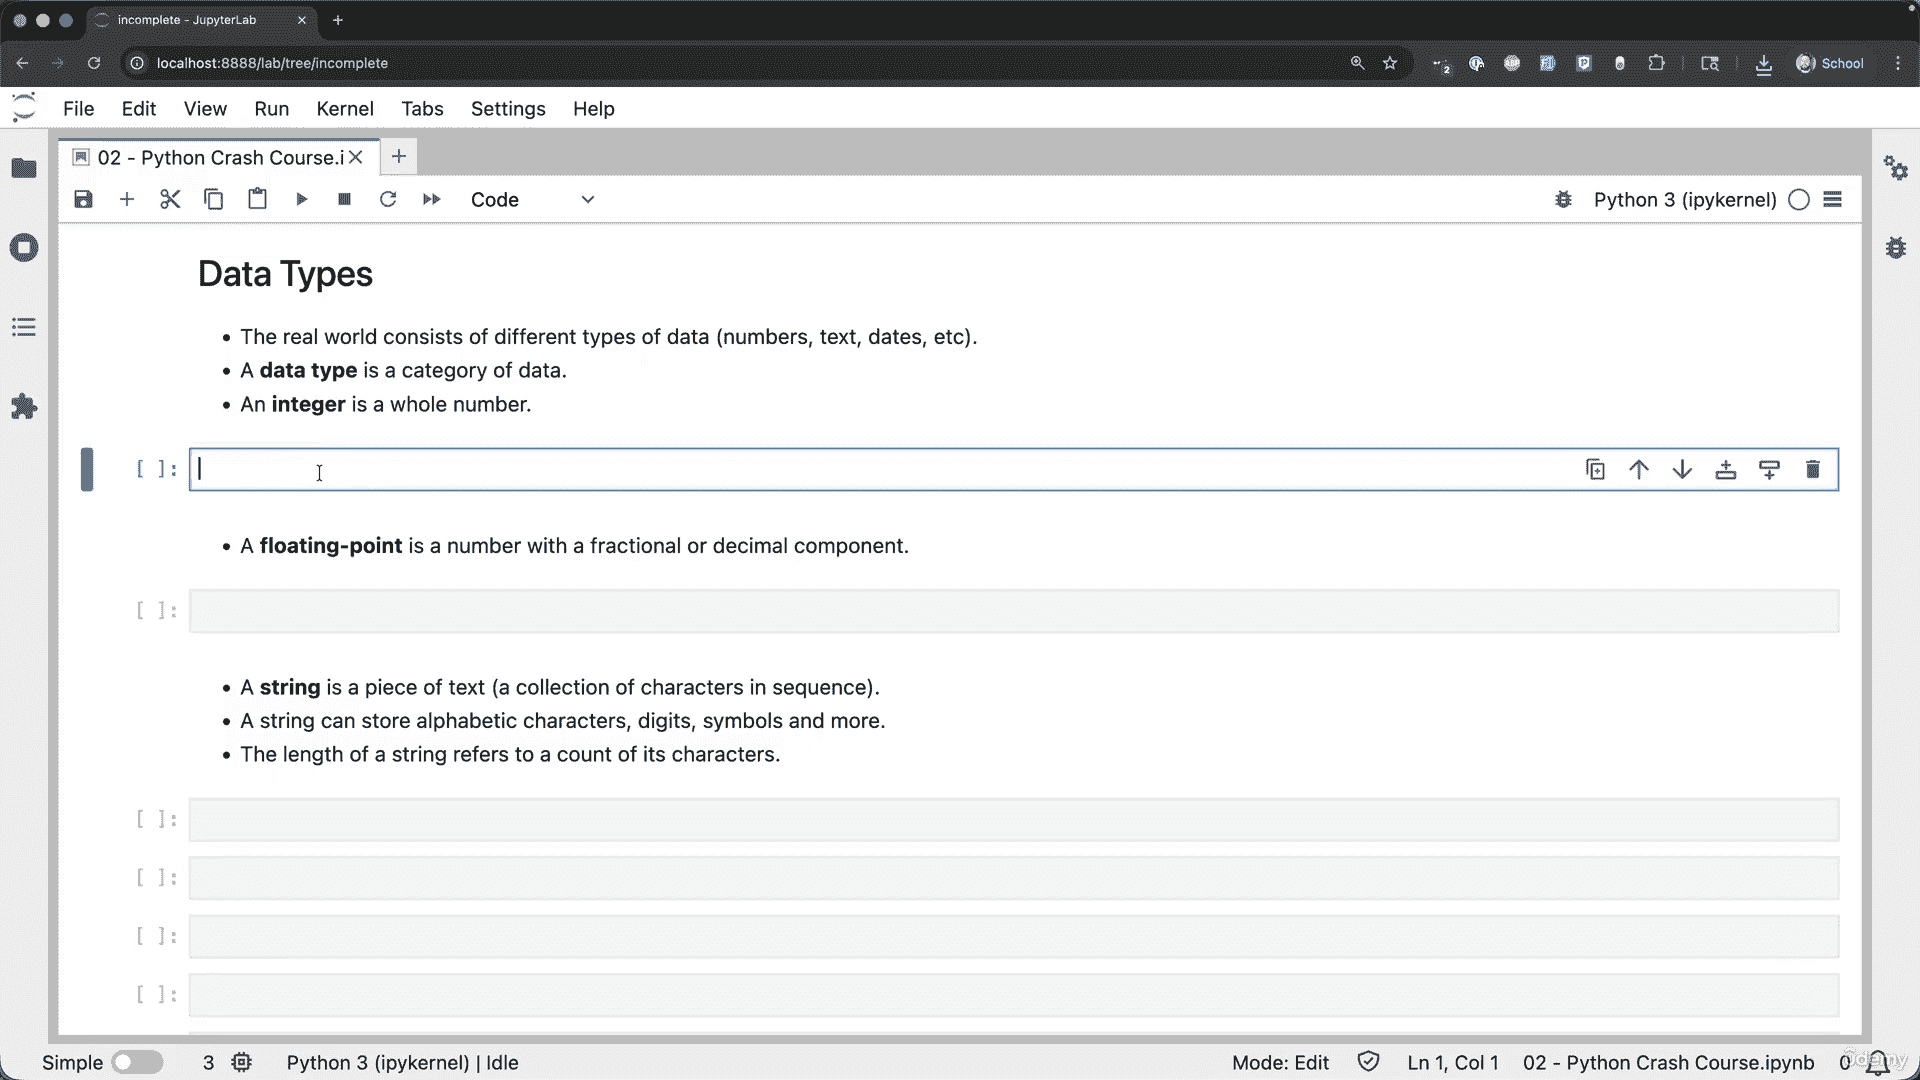 incomplete - JupyterLab
localhost:8888/lab/tree/incomplete
2
School
File Edit View Run Kernel Tabs Settings Help
02 - Python Crash Course.i
Code
Python 3 (ipykernel)
Data Types
• The real world consists of different types of data (numbers, text, dates, etc).
• A data type is a category of data.
• An integer is a whole number.
[ ]:
• A floating-point is a number with a fractional or decimal component.
[ ]:
• A string is a piece of text (a collection of characters in sequence).
• A string can store alphabetic characters, digits, symbols and more.
• The length of a string refers to a count of its characters.
[ ]:
[ ]:
[ ]:
[ ]:
Simple 3 Python 3 (ipykernel) | Idle Mode: Edit Ln 1, Col 1 02 - Python Crash Course.ipynb 0
udemy